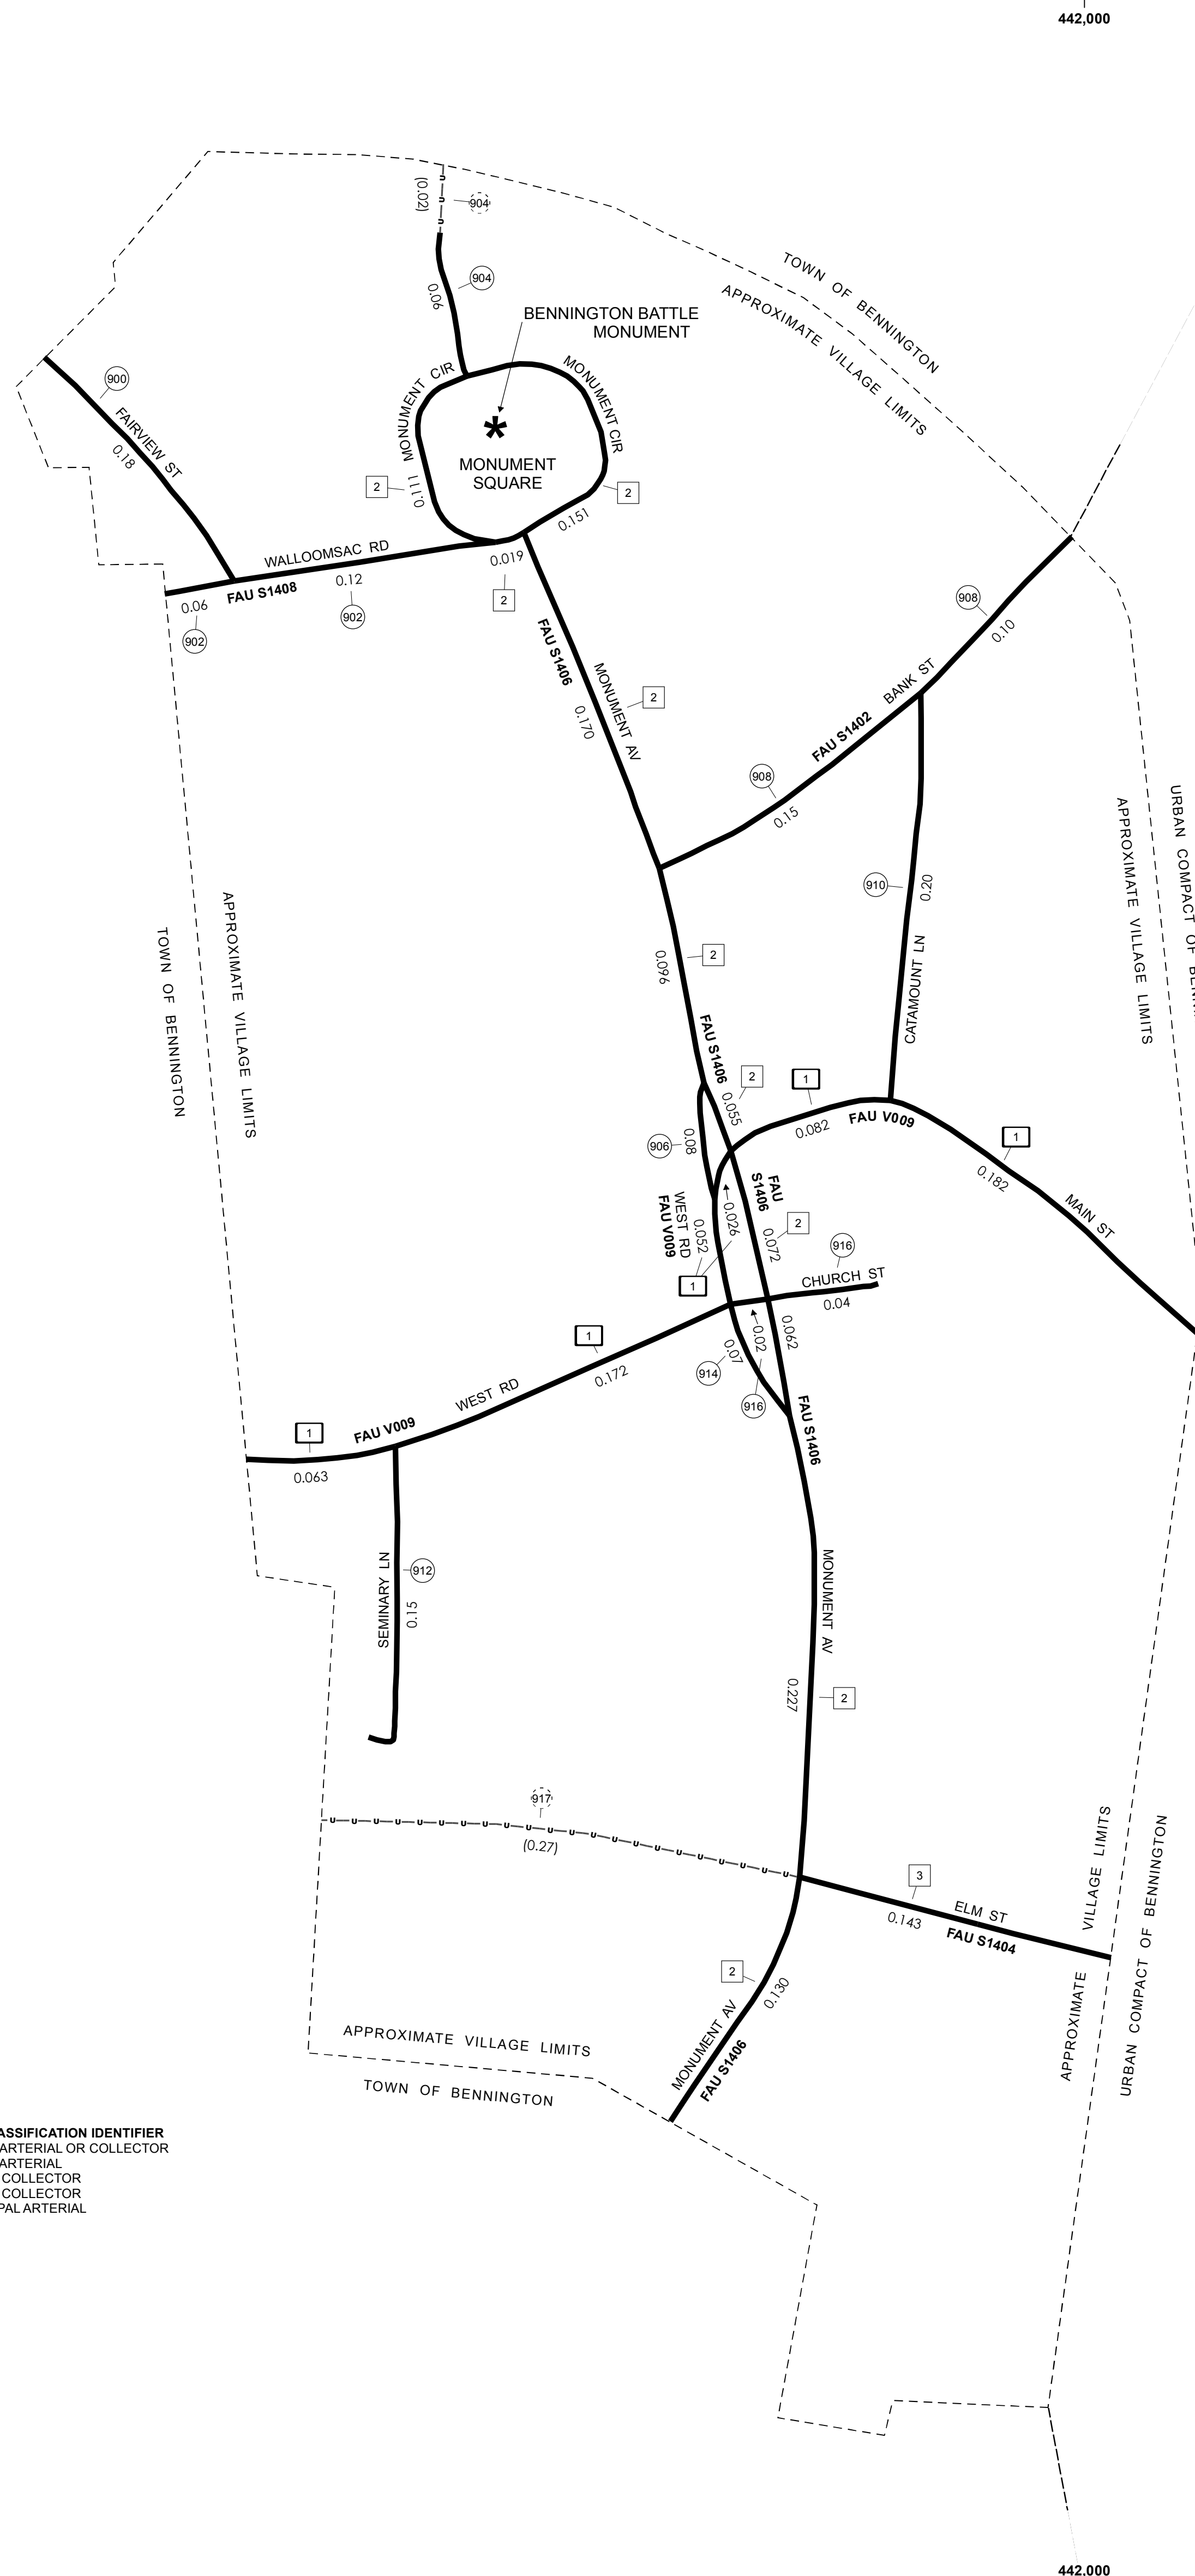 442,000
(0.02)
904
904
0.06
BENNINGTON BATTLE
MONUMENT
TOWN OF BENNINGTON
APPROXIMATE VILLAGE LIMITS
900
FAIRVIEW ST
0.18
MONUMENT CIR
MONUMENT CIR
*
MONUMENT
SQUARE
2
0.111
2
0.151
WALLOOMSAC RD
0.019
2
0.12
FAU S1408
0.06
902
902
908
0.10
FAU S1406
MONUMENT AV
2
0.170
BANK ST
FAU S1402
908
0.15
APPROXIMATE VILLAGE LIMITS
URBAN COMPACT OF
910
0.20
CATAMOUNT LN
TOWN OF BENNINGTON
APPROXIMATE VILLAGE LIMITS
0.096
2
FAU S1406
2
0.055
1
0.082
FAU V009
1
0.182
MAIN ST
906
0.08
WEST RD
FAU V009
0.052
0.026
FAU
S1406
0.072
2
916
CHURCH ST
0.04
1
1
0.172
0.07
0.02
0.062
914
916
WEST RD
FAU V009
1
0.063
FAU S1406
SEMINARY LN
912
0.15
MONUMENT AV
0.227
2
917
(0.27)
3
0.143
ELM ST
FAU S1404
APPROXIMATE VILLAGE LIMITS
URBAN COMPACT OF BENNINGTON
2
0.130
MONUMENT AV
FAU S1406
APPROXIMATE VILLAGE LIMITS
TOWN OF BENNINGTON
ASSIFICATION IDENTIFIER
ARTERIAL OR COLLECTOR
ARTERIAL
COLLECTOR
COLLECTOR
PAL ARTERIAL
442,000